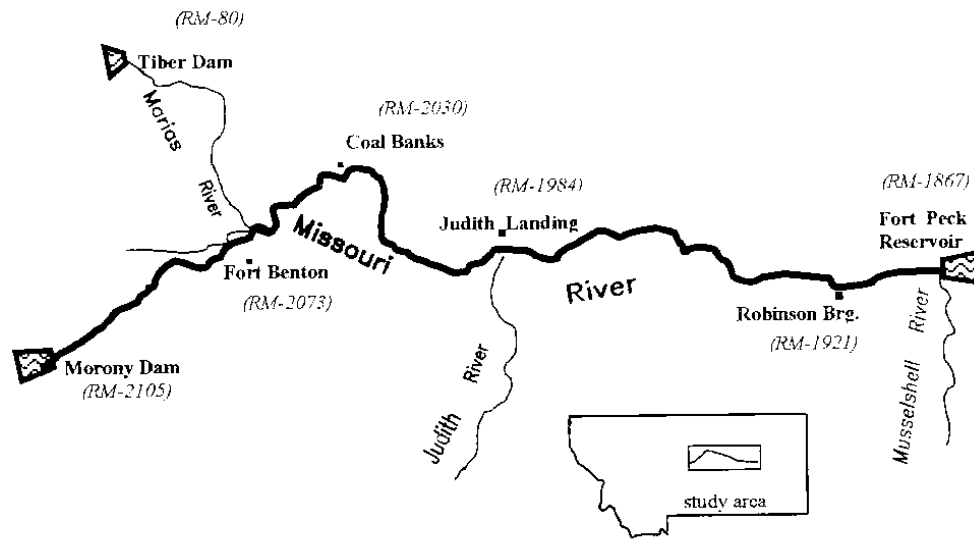 (RM-80)
Tiber Dam
Marias
River
(RM-2030)
Coal Banks
(RM-1984)
Judith Landing
(RM-1867)
Fort Peck
Reservoir
Missouri
River
Fort Benton
(RM-2073)
Morony Dam
(RM-2105)
Judith
River
Robinson Brg.
(RM-1921)
Musselshell
River
study area